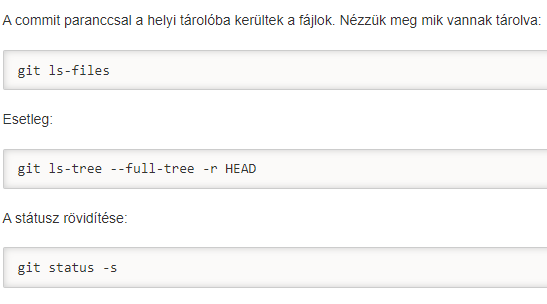 A commit paranccsal a helyi tárolóba kerültek a fájlok. Nézzük meg mik vannak tárolva:
git ls-files
Esetleg:
git ls-tree --full-tree -r HEAD
A státusz rövidítése:
git status -s